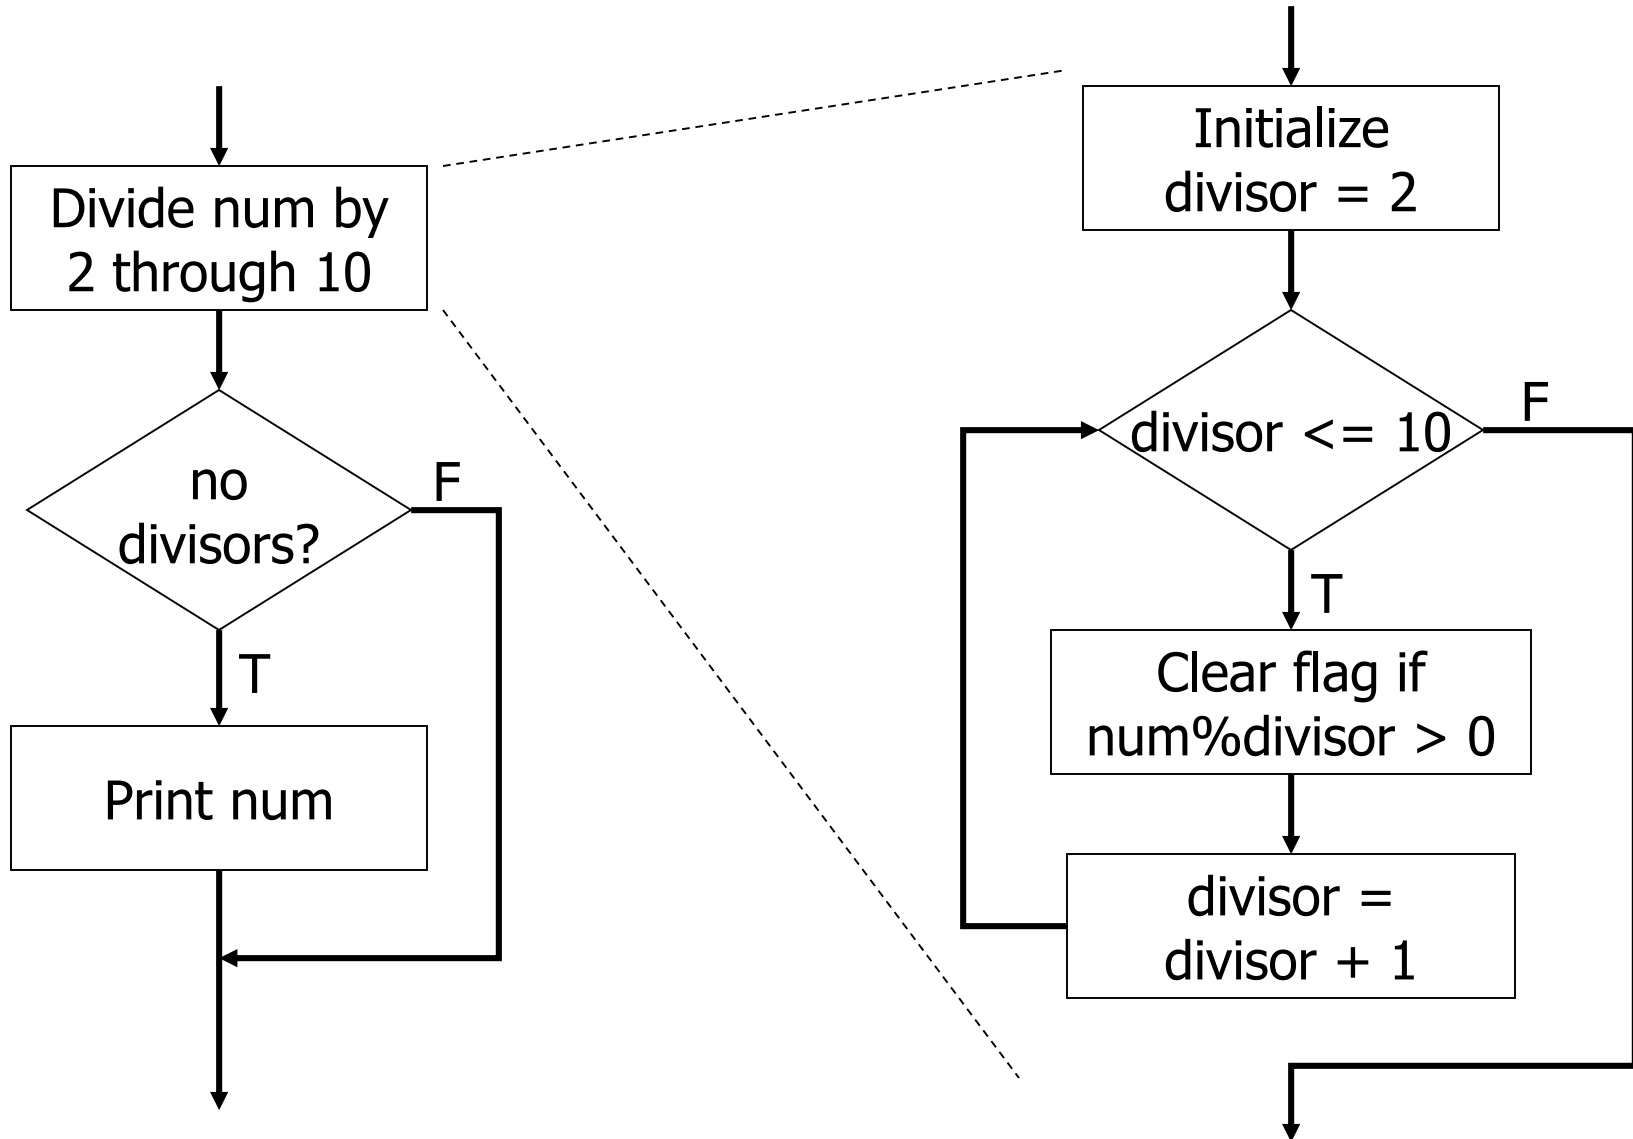 Divide num by
2 through 10
no
divisors?
F
T
Print num
Initialize
divisor = 2
divisor <= 10
F
T
Clear flag if
num%divisor > 0
divisor =
divisor + 1